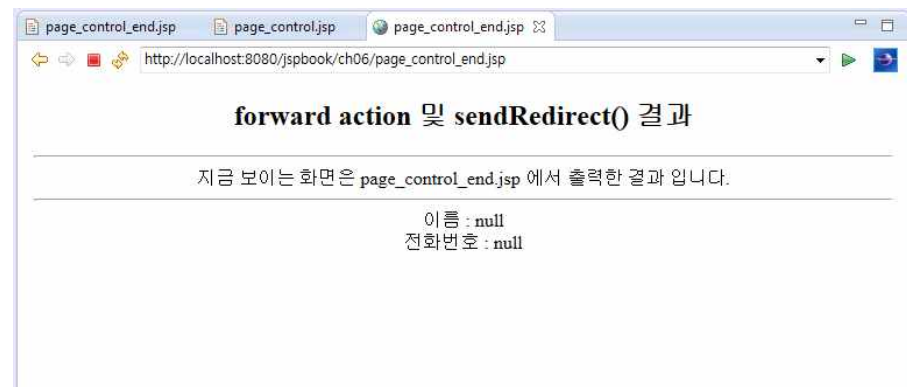 page_control_end.jsp page_control.jsp page_control_end.jsp
http://localhost:8080/jspbook/ch06/page_control_end.jsp
forward action 및 sendRedirect() 결과
지금 보이는 화면은 page_control_end.jsp 에서 출력한 결과 입니다.
이름 : null
전화번호 : null